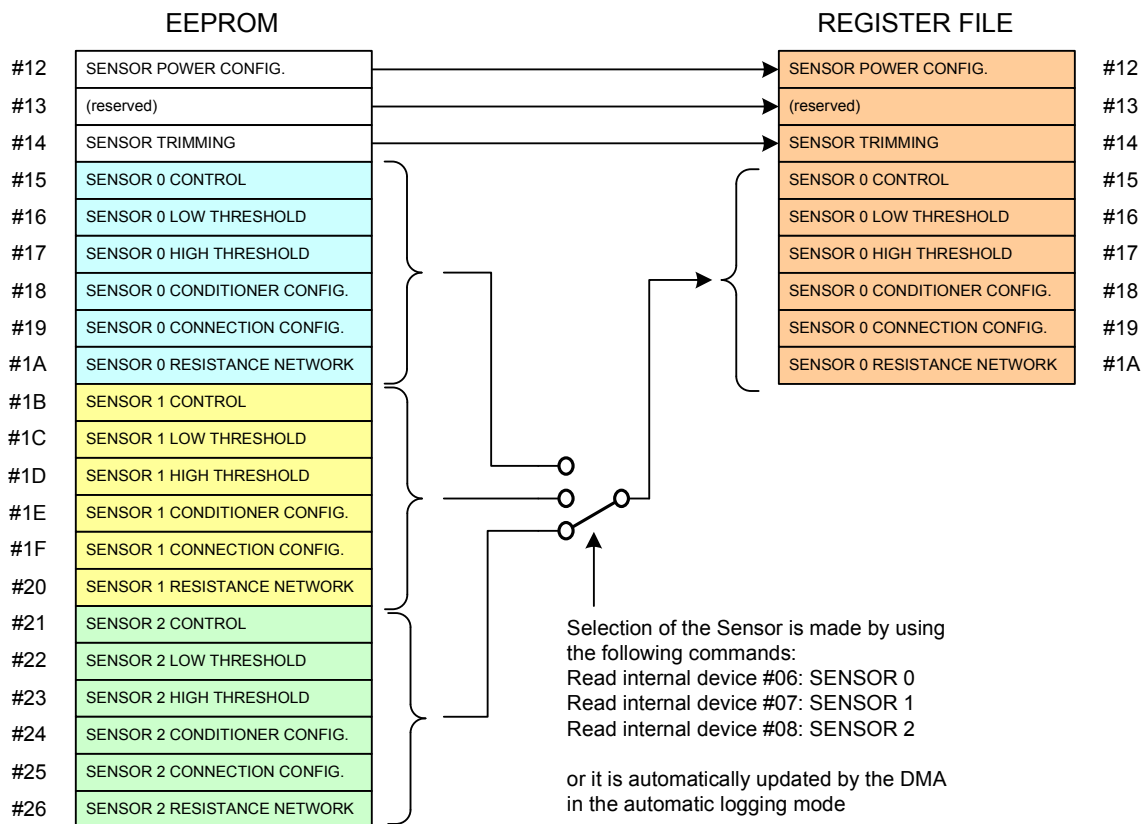 EEPROM
REGISTER FILE
#12 SENSOR POWER CONFIG. SENSOR POWER CONFIG. #12
#13 (reserved) (reserved) #13
#14 SENSOR TRIMMING SENSOR TRIMMING #14
#15 SENSOR 0 CONTROL SENSOR 0 CONTROL #15
#16 SENSOR 0 LOW THRESHOLD SENSOR 0 LOW THRESHOLD #16
#17 SENSOR 0 HIGH THRESHOLD SENSOR 0 HIGH THRESHOLD #17
#18 SENSOR 0 CONDITIONER CONFIG. SENSOR 0 CONDITIONER CONFIG. #18
#19 SENSOR 0 CONNECTION CONFIG. SENSOR 0 CONNECTION CONFIG. #19
#1A SENSOR 0 RESISTANCE NETWORK SENSOR 0 RESISTANCE NETWORK #1A
#1B SENSOR 1 CONTROL
#1C SENSOR 1 LOW THRESHOLD
#1D SENSOR 1 HIGH THRESHOLD
#1E SENSOR 1 CONDITIONER CONFIG.
#1F SENSOR 1 CONNECTION CONFIG.
#20 SENSOR 1 RESISTANCE NETWORK
#21 SENSOR 2 CONTROL
#22 SENSOR 2 LOW THRESHOLD
#23 SENSOR 2 HIGH THRESHOLD
#24 SENSOR 2 CONDITIONER CONFIG.
#25 SENSOR 2 CONNECTION CONFIG.
#26 SENSOR 2 RESISTANCE NETWORK
Selection of the Sensor is made by using
the following commands:
Read internal device #06: SENSOR 0
Read internal device #07: SENSOR 1
Read internal device #08: SENSOR 2
or it is automatically updated by the DMA
in the automatic logging mode